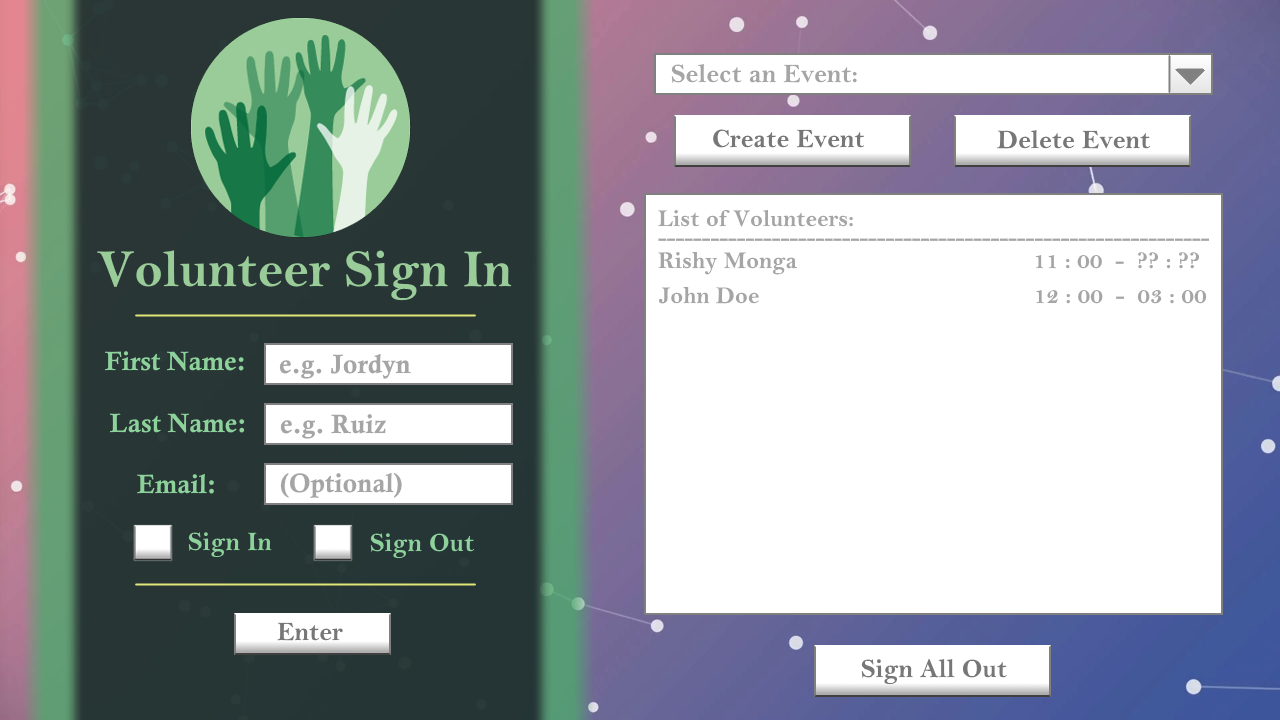 Volunteer Sign In
First Name: e.g. Jordyn
Last Name: e.g. Ruiz
Email: (Optional)
Sign In Sign Out
Enter
Select an Event:
Create Event Delete Event
List of Volunteers:
----------------------------------------------------------------
Rishy Monga 11 : 00 - ?? : ??
John Doe 12 : 00 - 03 : 00
Sign All Out